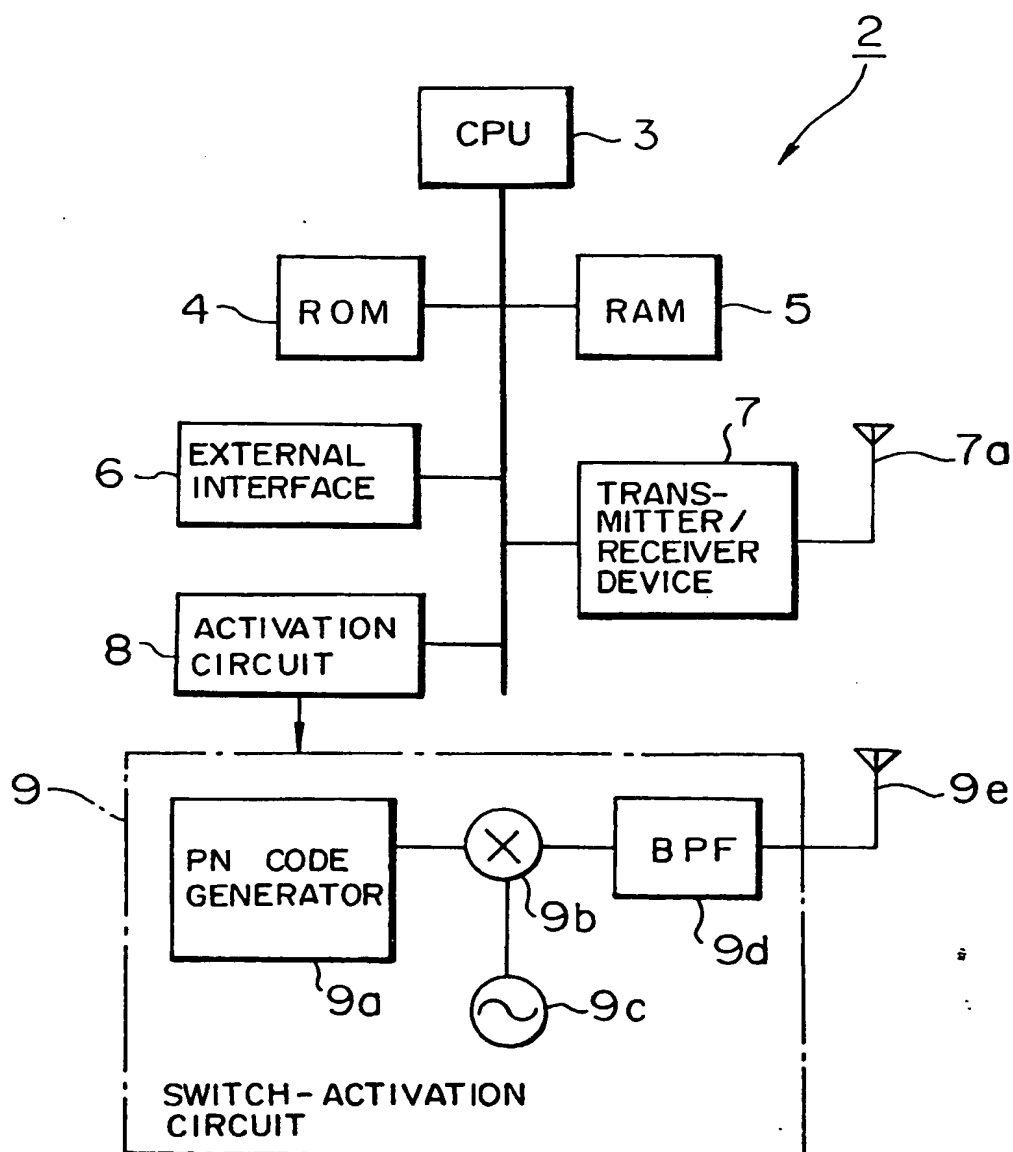 2
CPU
3
4
ROM
RAM
5
6
EXTERNAL
INTERFACE
7
7a
TRANS-
MITTER/
RECEIVER
DEVICE
8
ACTIVATION
CIRCUIT
9
PN CODE
GENERATOR
9a
9b
9c
BPF
9d
9e
SWITCH-ACTIVATION
CIRCUIT